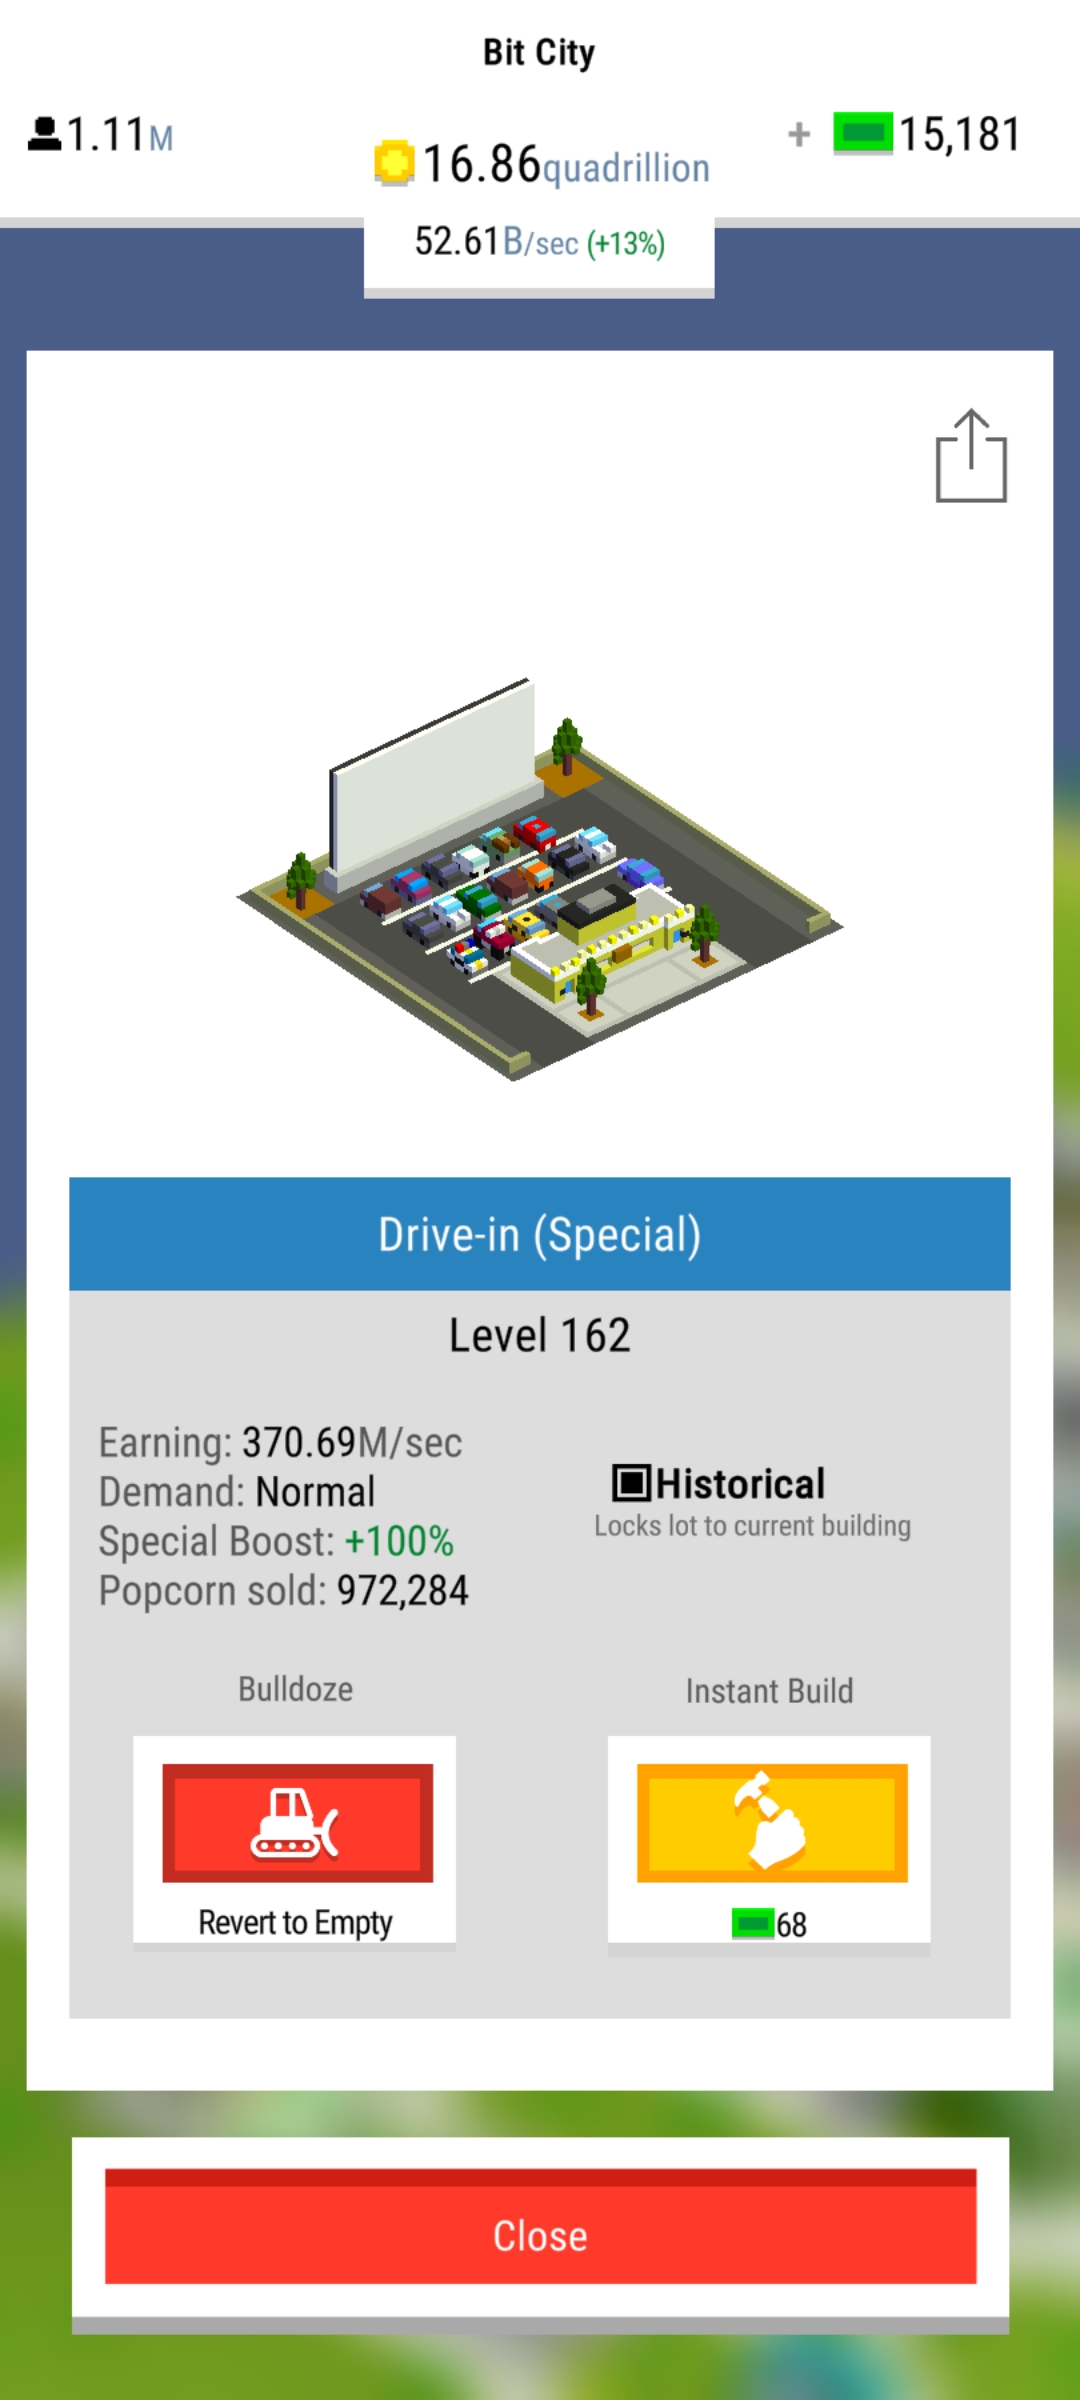 Bit City
1.11M
16.86quadrillion
+ 15,181
52.61B/sec (+13%)
Drive-in (Special)
Level 162
Earning: 370.69M/sec
Demand: Normal
Special Boost: +100%
Popcorn sold: 972,284
Historical
Locks lot to current building
Bulldoze
Revert to Empty
Instant Build
68
Close